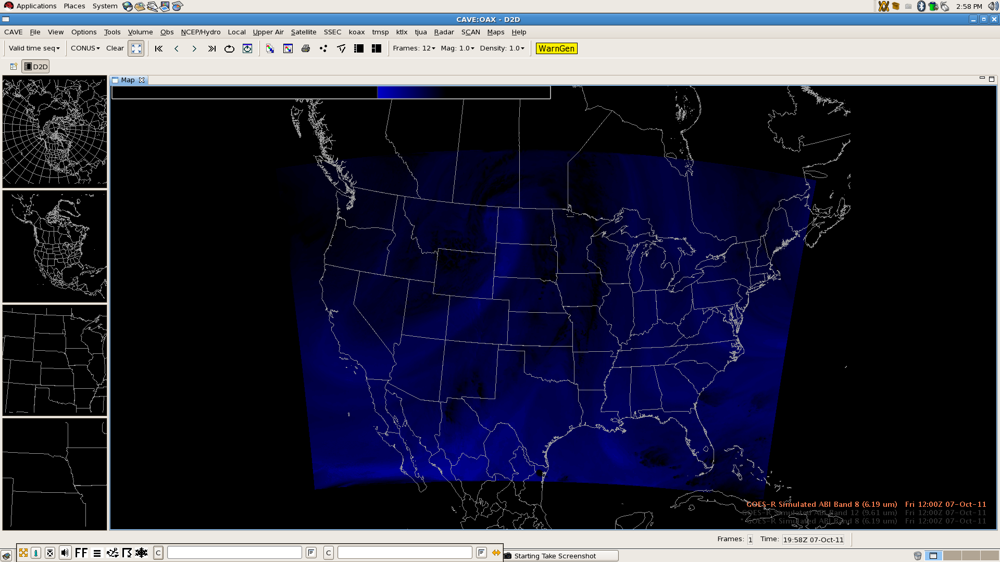 Applications Places System 2:58 PM
CAVE:OAX - D2D
CAVE File View Options Tools Volume Obs NCEP/Hydro Local Upper Air Satellite SSEC koax tmsp ktlx tjua Radar SCAN Maps Help
Valid time seq CONUS Clear Frames: 12 Mag: 1.0 Density: 1.0 WarnGen
D2D
Map
GOES-R Simulated ABI Band 8 (6.19 um) Fri 12:00Z 07-Oct-11
GOES-R Simulated ABI Band 12 (9.61 um) Fri 12:00Z 07-Oct-11
* GOES-R Simulated ABI Band 8 (6.19 um) Fri 12:00Z 07-Oct-11
Frames: 1 Time: 19:58Z 07-Oct-11
FF C C
Starting Take Screenshot